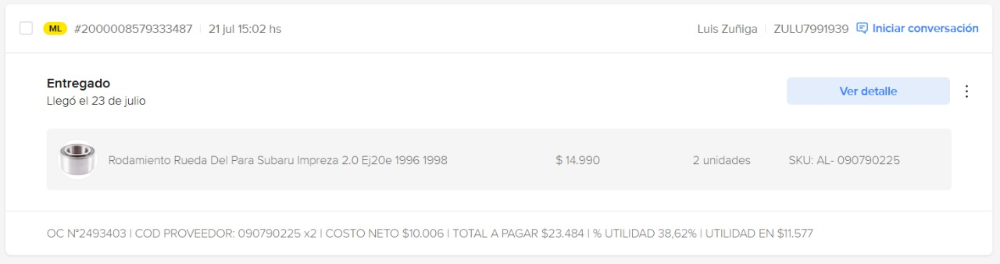 ML #2000008579333487 | 21 jul 15:02 hs Luis Zuñiga | ZULU7991939 Iniciar conversación
Entregado
Llegó el 23 de julio
Ver detalle
Rodamiento Rueda Del Para Subaru Impreza 2.0 Ej20e 1996 1998 $ 14.990 2 unidades SKU: AL- 090790225
OC N°2493403 | COD PROVEEDOR: 090790225 x2 | COSTO NETO $10.006 | TOTAL A PAGAR $23.484 | % UTILIDAD 38,62% | UTILIDAD EN $11.577